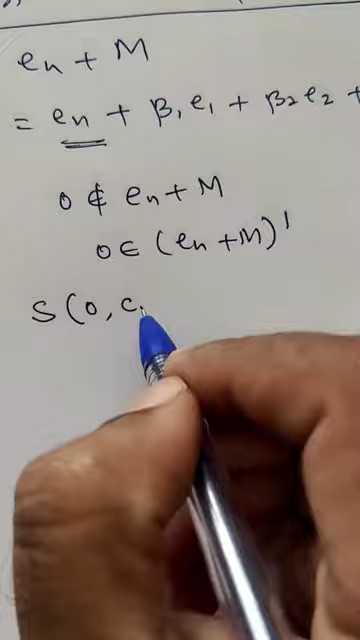 eₙ + M
= eₙ + β₁e₁ + β₂e₂ +
0 ∉ eₙ + M
0 ∈ (eₙ + M)'
S(0, c